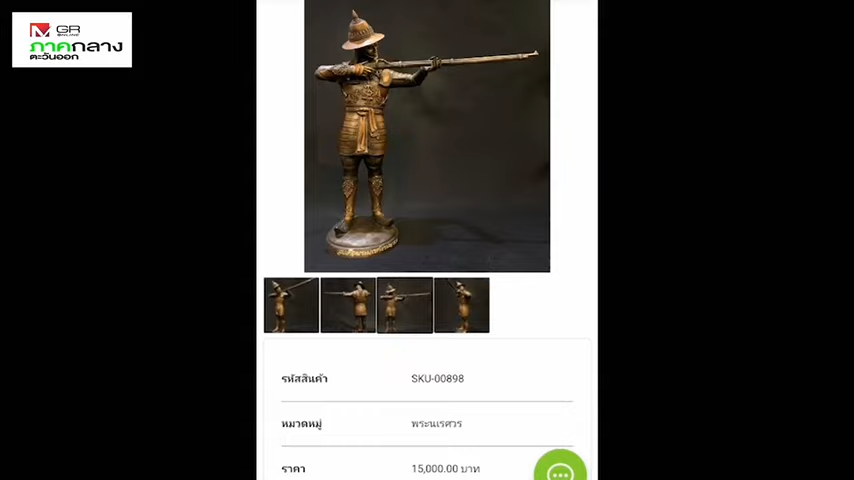 MGR
ONLINE
ภาคกลาง
ตะวันออก
รหัสสินค้า SKU-00898
หมวดหมู่ พระนเรศวร
ราคา 15,000.00 บาท